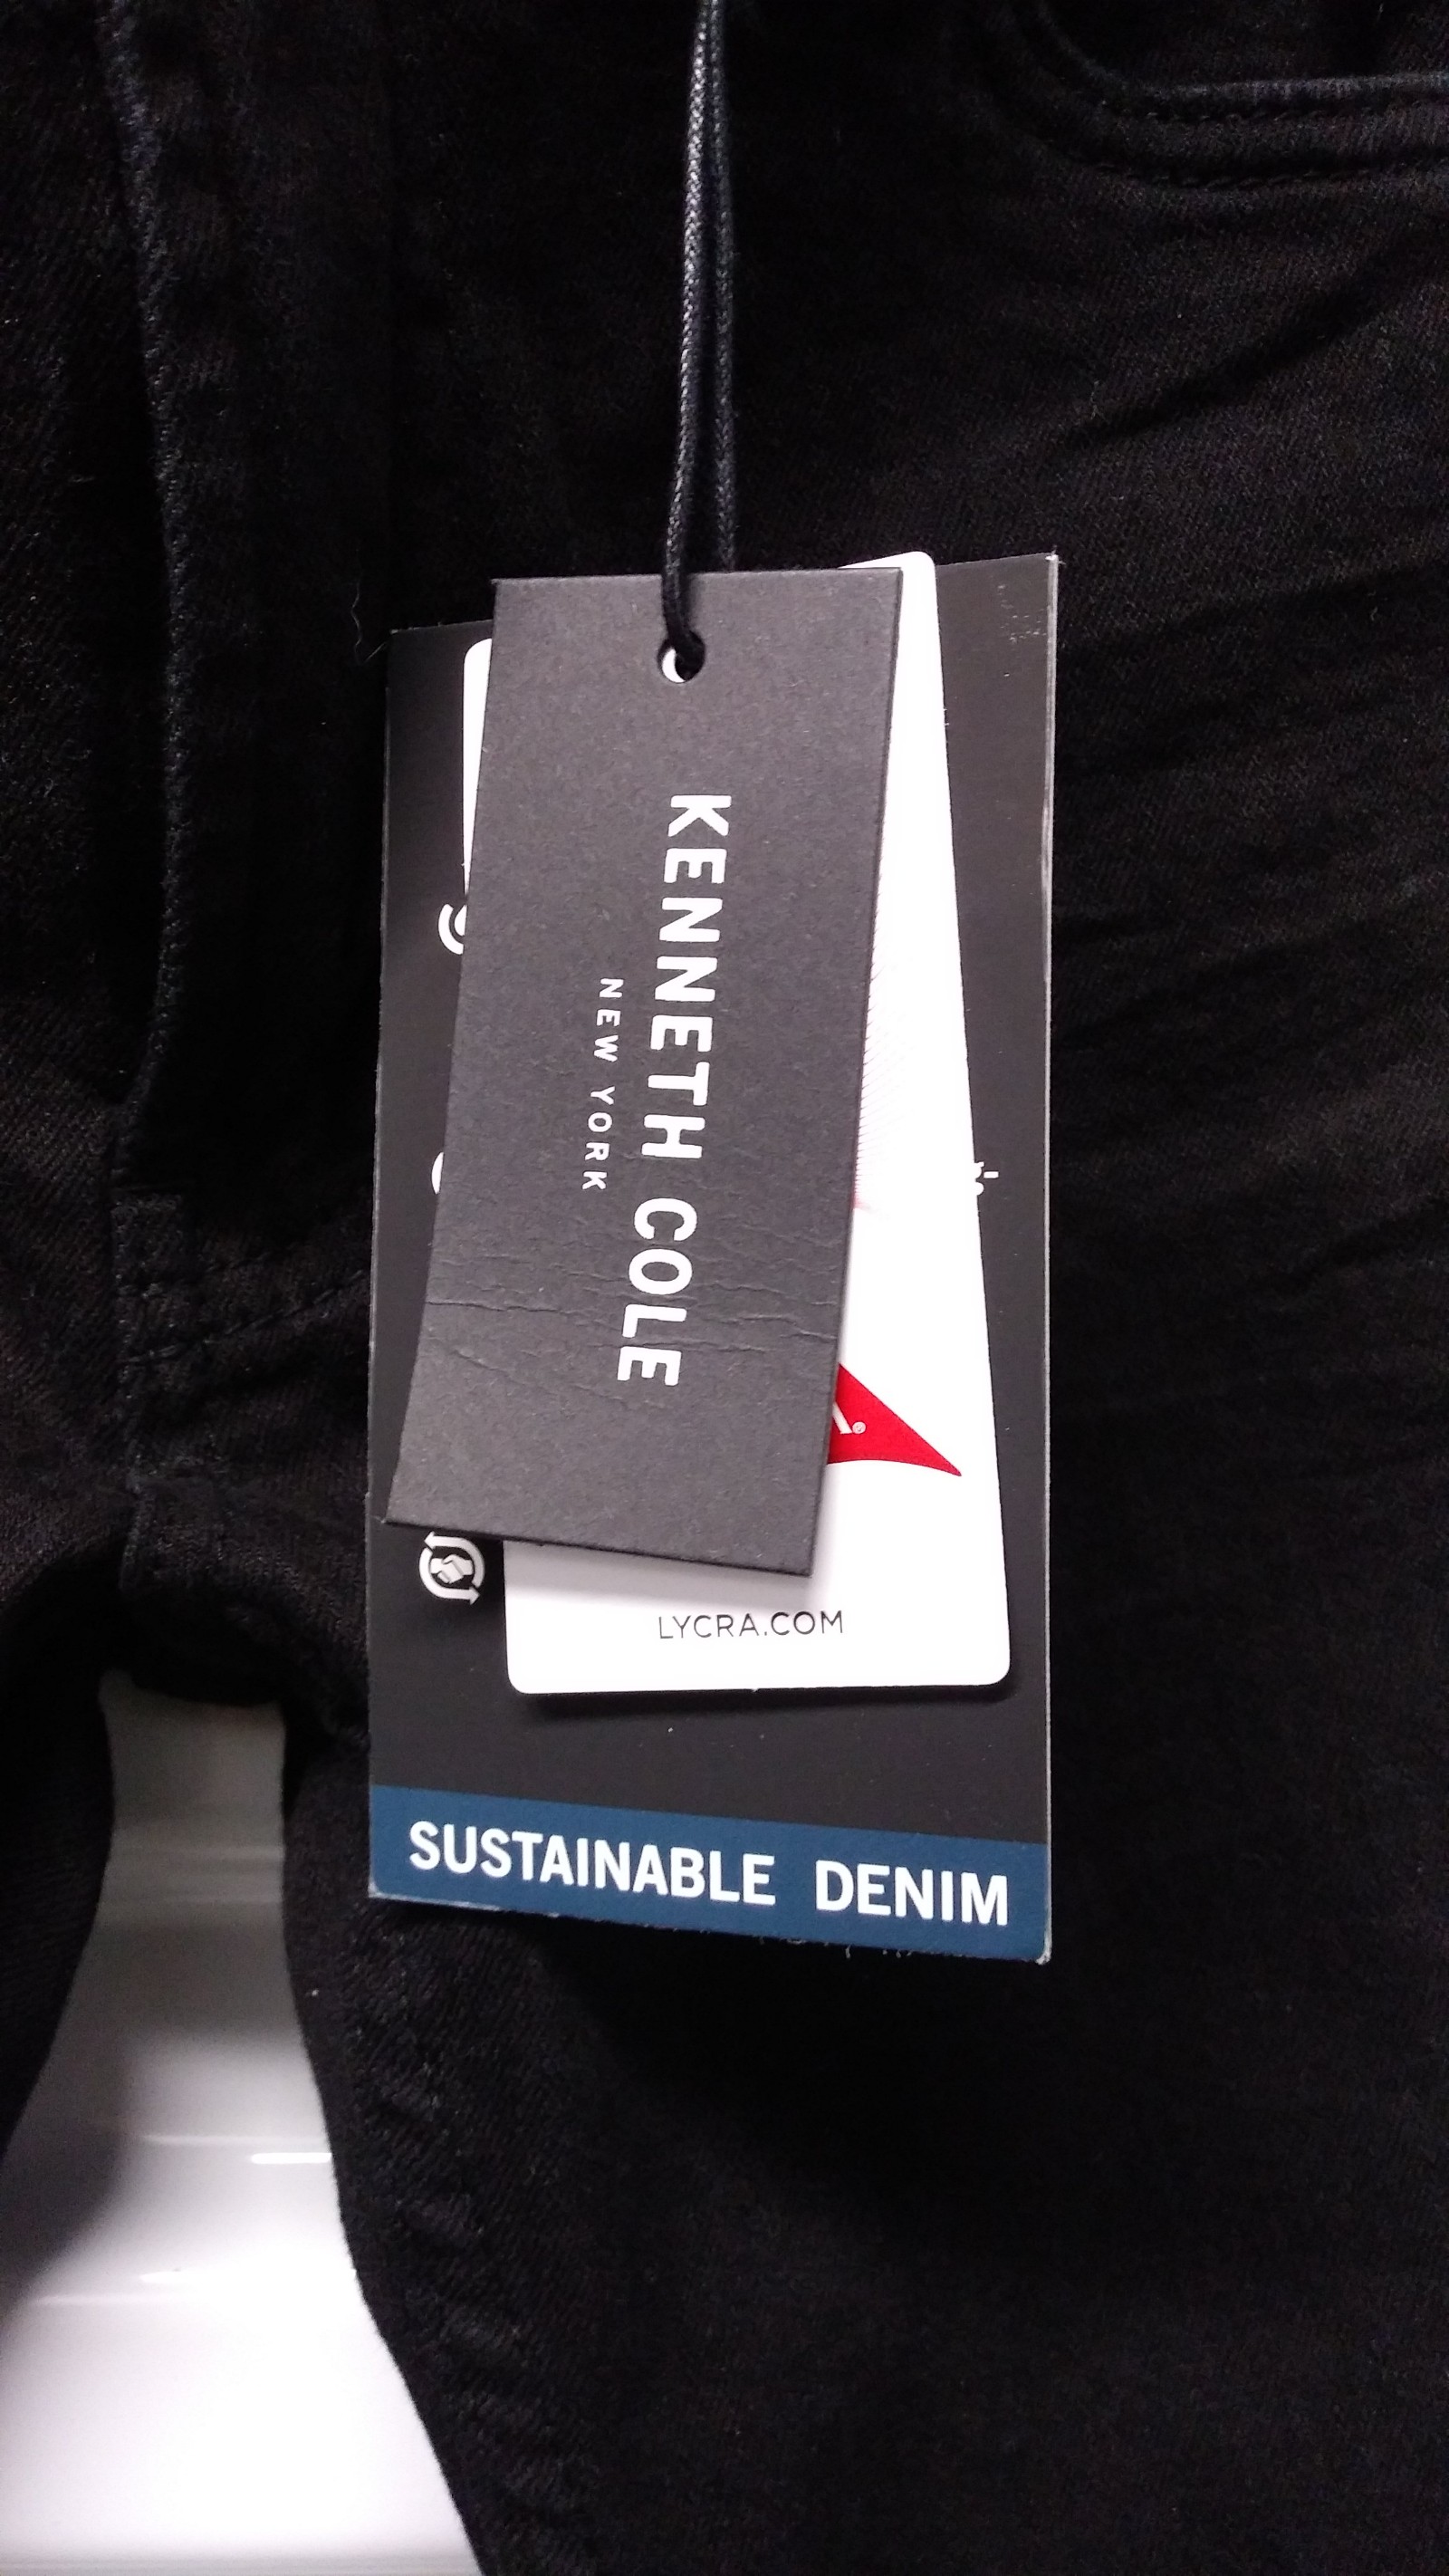 KENNETH COLE
NEW YORK
LYCRA.COM
SUSTAINABLE DENIM